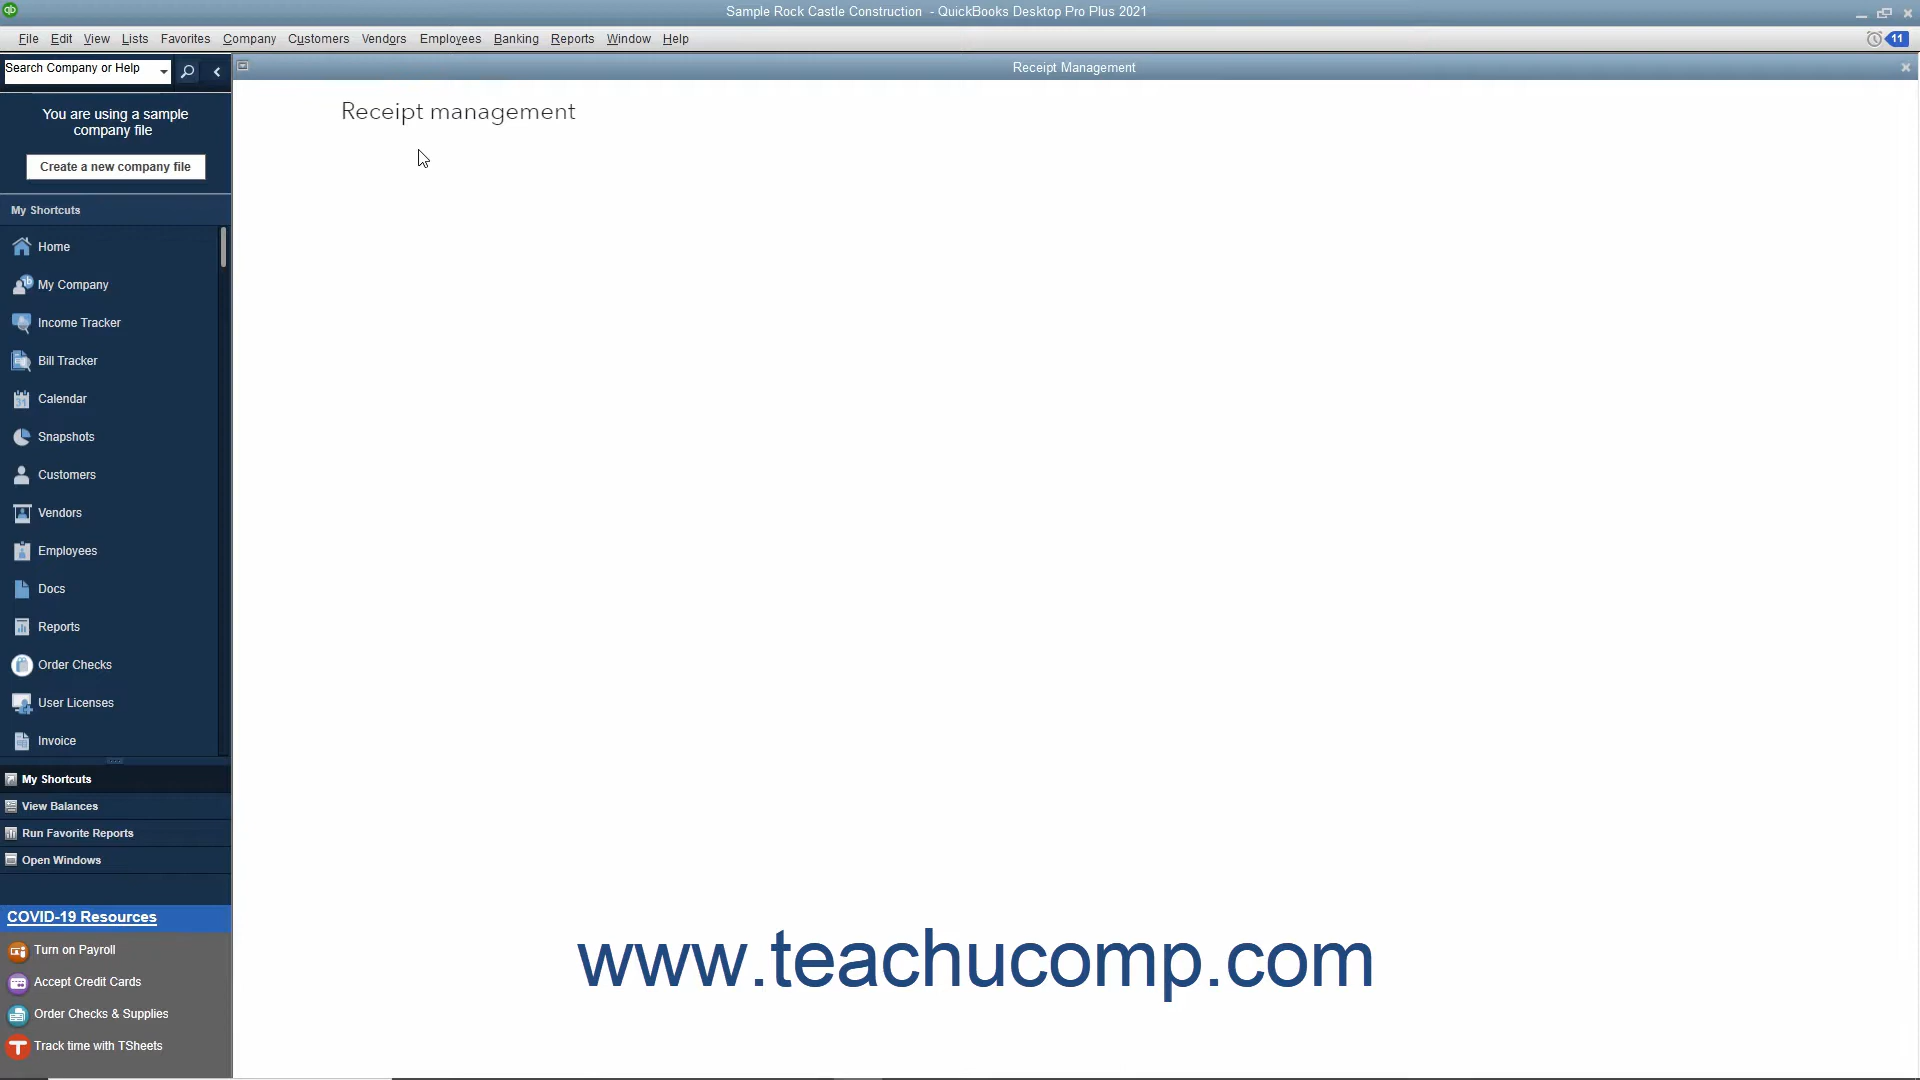 Sample Rock Castle Construction - QuickBooks Desktop Pro Plus 2021
File Edit View Lists Favorites Company Customers Vendors Employees Banking Reports Window Help
11
Search Company or Help
Receipt Management
Receipt management
You are using a sample
company file
Create a new company file
My Shortcuts
Home
My Company
Income Tracker
Bill Tracker
31
Calendar
Snapshots
Customers
Vendors
Employees
Docs
Reports
Order Checks
User Licenses
Invoice
My Shortcuts
View Balances
Run Favorite Reports
Open Windows
COVID-19 Resources
Turn on Payroll
Accept Credit Cards
Order Checks & Supplies
Track time with TSheets
www.teachucomp.com